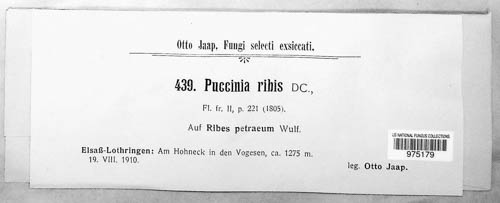 Otto Jaap. Fungi selecti exsiccati.
439. Puccinia ribis DC.,
Fl. fr. II, p. 221 (1805).
Auf Ribes petraeum Wulf.
US NATIONAL FUNGUS COLLECTIONS
975179
Elsaß-Lothringen: Am Hohneck in den Vogesen, ca. 1275 m.
19. VIII. 1910.
leg. Otto Jaap.